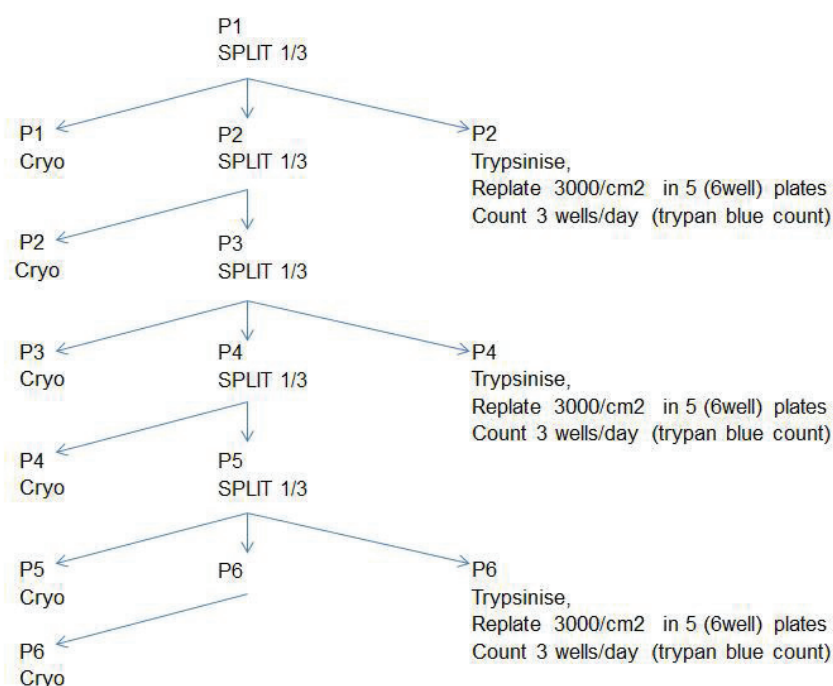 P1
SPLIT 1/3
P1
Cryo
P2
SPLIT 1/3
P2
Trypsinise,
Replate 3000/cm2 in 5 (6well) plates
Count 3 wells/day (trypan blue count)
P2
Cryo
P3
SPLIT 1/3
P3
Cryo
P4
SPLIT 1/3
P4
Trypsinise,
Replate 3000/cm2 in 5 (6well) plates
Count 3 wells/day (trypan blue count)
P4
Cryo
P5
SPLIT 1/3
P5
Cryo
P6
P6
Trypsinise,
Replate 3000/cm2 in 5 (6well) plates
Count 3 wells/day (trypan blue count)
P6
Cryo